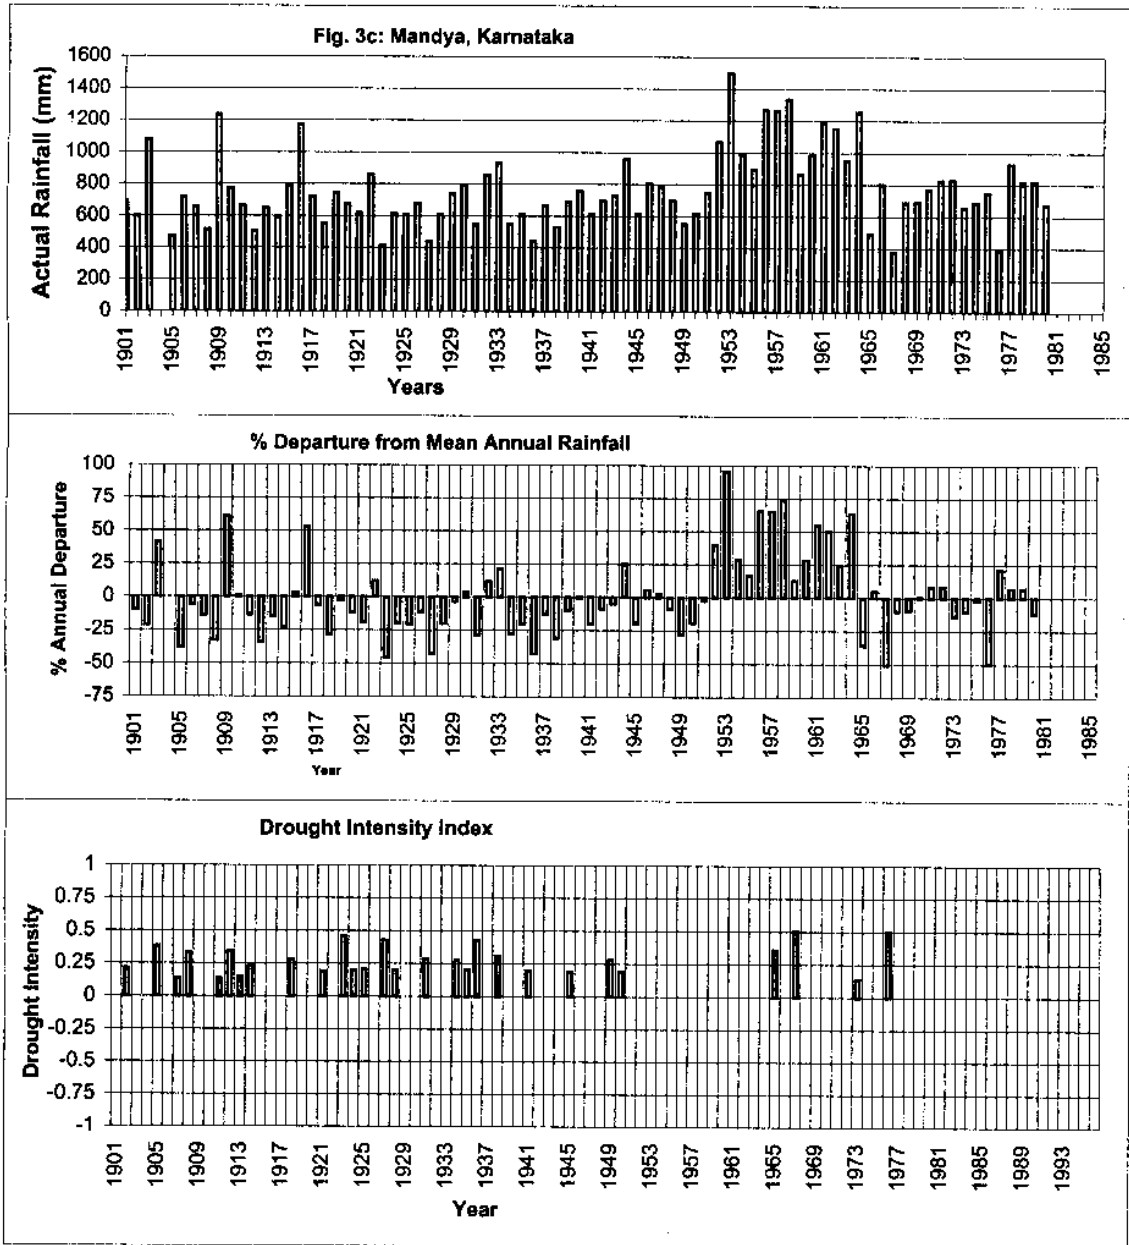 Fig. 3c: Mandya, Karnataka
Actual Rainfall (mm)
1600
1400
1200
1000
800
600
400
200
0
1901 1905 1909 1913 1917 1921 1925 1929 1933 1937 1941 1945 1949 1953 1957 1961 1965 1969 1973 1977 1981 1985
Years
% Departure from Mean Annual Rainfall
% Annual Departure
100
75
50
25
0
-25
-50
-75
1901 1905 1909 1913 1917 1921 1925 1929 1933 1937 1941 1945 1949 1953 1957 1961 1965 1969 1973 1977 1981 1985
Year
Drought Intensity Index
Drought Intensity
1
0.75
0.5
0.25
0
-0.25
-0.5
-0.75
-1
1901 1905 1909 1913 1917 1921 1925 1929 1933 1937 1941 1945 1949 1953 1957 1961 1965 1969 1973 1977 1981 1985 1989 1993
Year